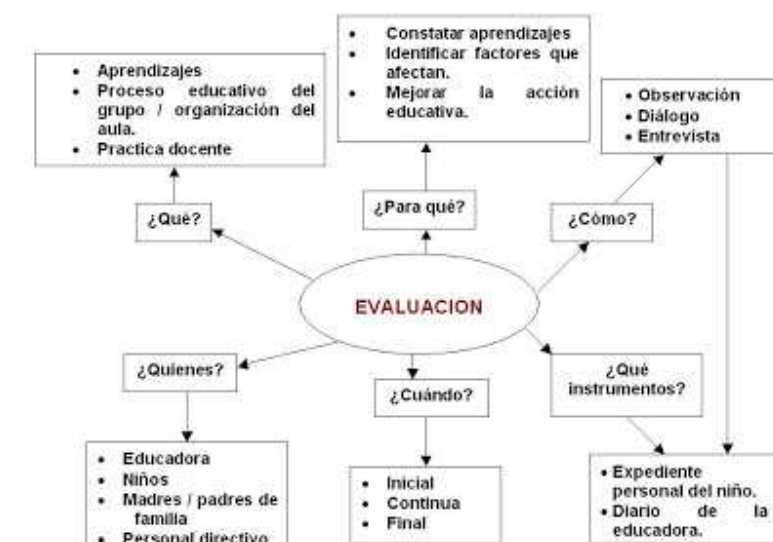 Constatar aprendizajes
Identificar factores que
afectan.
Mejorar la acción
educativa.
Aprendizajes
Proceso educativo del
grupo / organización del
aula.
Practica docente
Observación
Diálogo
Entrevista
¿Qué?
¿Para qué?
¿Cómo?
EVALUACION
¿Quienes?
¿Cuándo?
¿Qué
instrumentos?
Educadora
Niños
Madres / padres de
familia
Personal directivo
Inicial
Continua
Final
Expediente
personal del niño.
Diario de la
educadora.